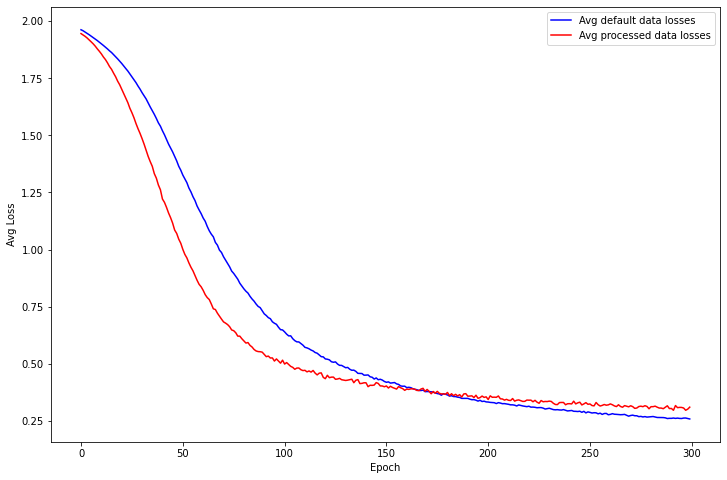 Avg default data losses
Avg processed data losses
2.00
1.75
1.50
1.25
1.00
0.75
0.50
0.25
Avg Loss
0 50 100 150 200 250 300
Epoch